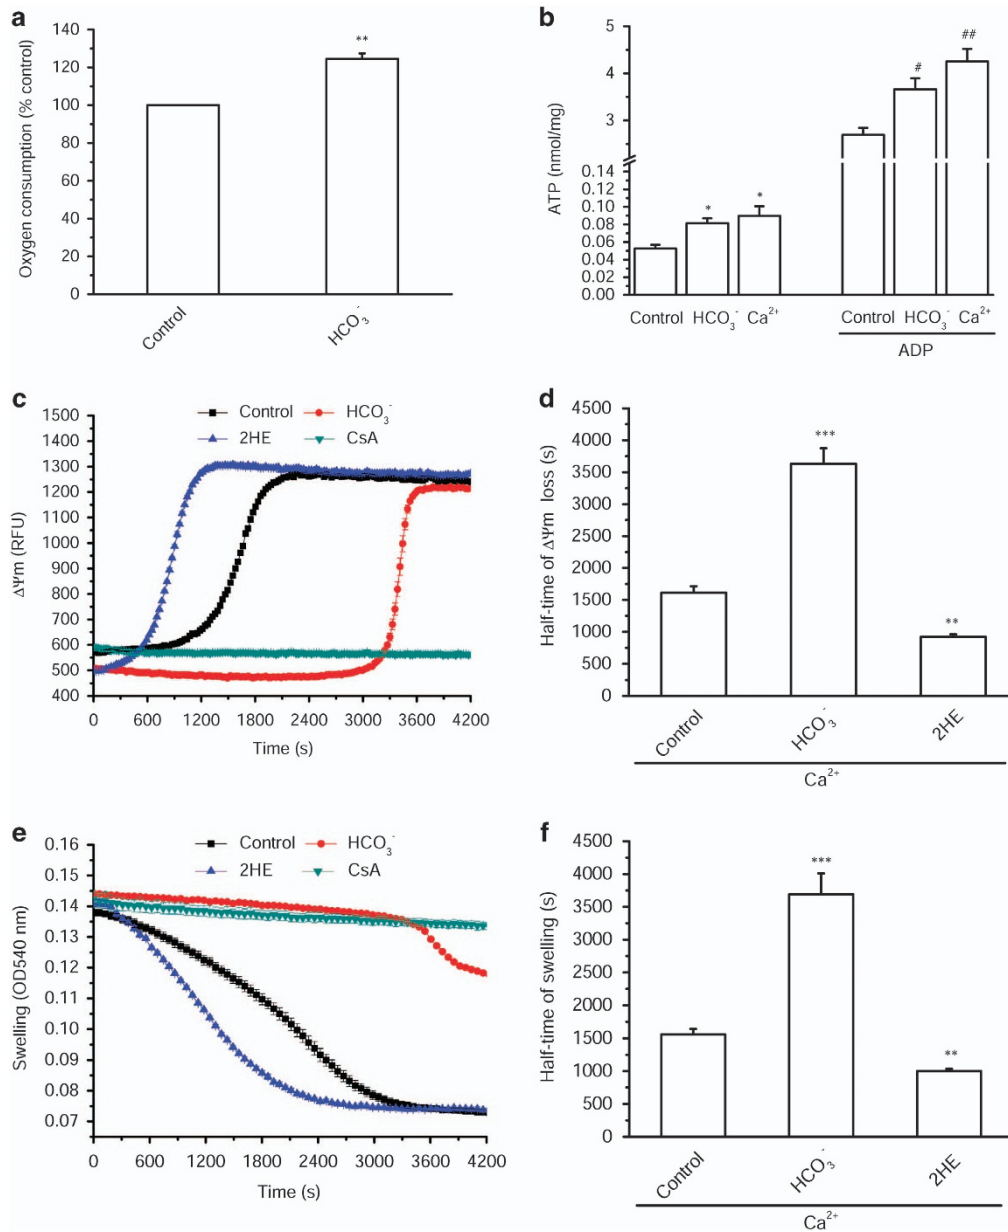 a
Oxygen consumption (% control)
140
120
100
80
60
40
20
0
**
Control
HCO₃⁻
b
ATP (nmol/mg)
5
4
3
0.14
0.12
0.10
0.08
0.06
0.04
0.02
0.00
* * # ##
Control HCO₃⁻ Ca²⁺ Control HCO₃⁻ Ca²⁺
ADP
c
ΔΨm (RFU)
1500
1400
1300
1200
1100
1000
900
800
700
600
500
400
Control HCO₃⁻
2HE CsA
0 600 1200 1800 2400 3000 3600 4200
Time (s)
d
Half-time of ΔΨm loss (s)
4500
4000
3500
3000
2500
2000
1500
1000
500
0
***
**
Control HCO₃⁻ 2HE
Ca²⁺
e
Swelling (OD540 nm)
0.16
0.15
0.14
0.13
0.12
0.11
0.10
0.09
0.08
0.07
Control HCO₃⁻
2HE CsA
0 600 1200 1800 2400 3000 3600 4200
Time (s)
f
Half-time of swelling (s)
4500
4000
3500
3000
2500
2000
1500
1000
500
0
***
**
Control HCO₃⁻ 2HE
Ca²⁺